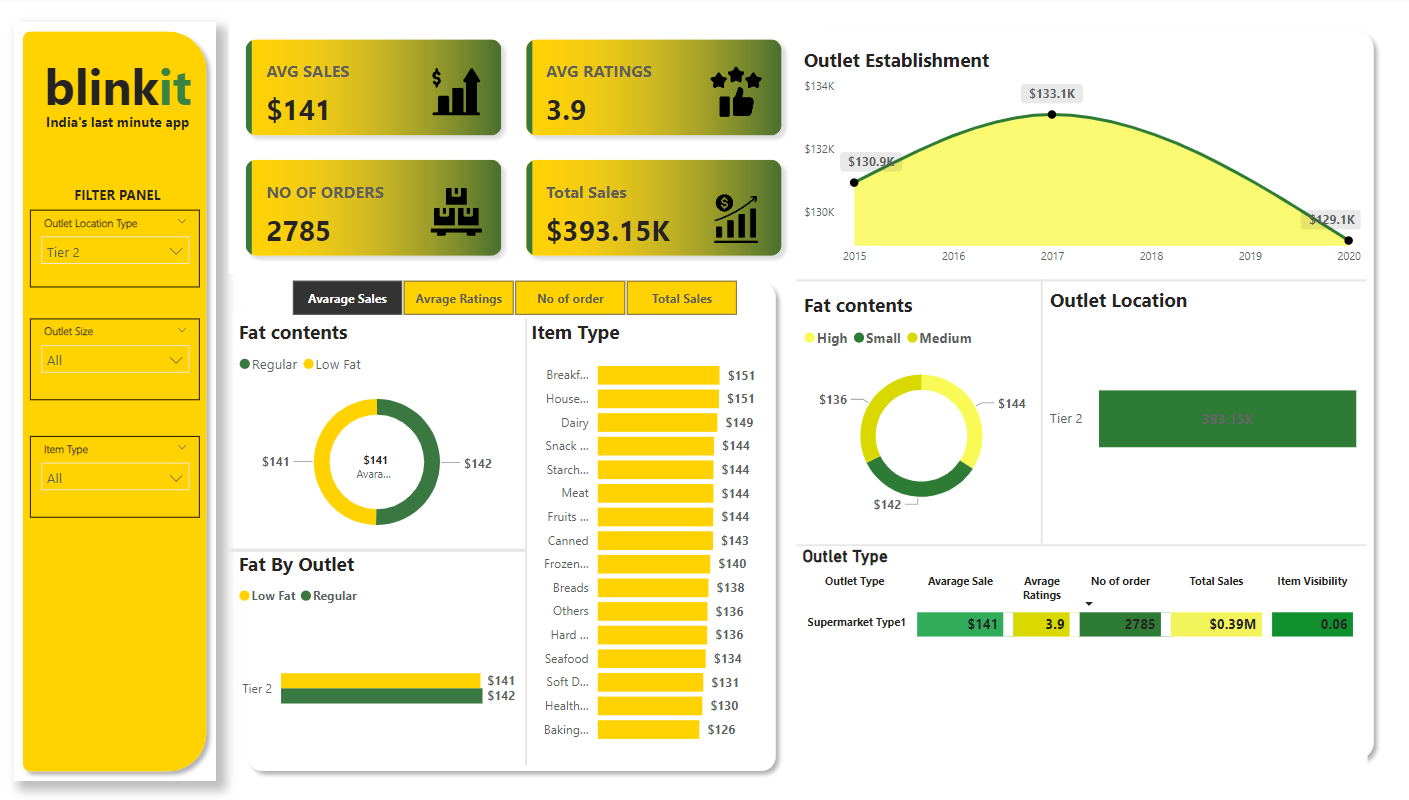 blinkit
India's last minute app
FILTER PANEL
Outlet Location Type
Tier 2
Outlet Size
All
Item Type
All
AVG SALES
$141
AVG RATINGS
3.9
NO OF ORDERS
2785
Total Sales
$393.15K
Avarage Sales
Avrage Ratings
No of order
Total Sales
Fat contents
Regular
Low Fat
$141
$141
Avara...
$142
Fat By Outlet
Low Fat
Regular
Tier 2
$141
$142
Item Type
Breakf... $151
House... $151
Dairy $149
Snack ... $144
Starch... $144
Meat $144
Fruits ... $144
Canned $143
Frozen... $140
Breads $138
Others $136
Hard ... $136
Seafood $134
Soft D... $131
Health... $130
Baking... $126
Outlet Establishment
$134K
$132K
$130K
$130.9K
$133.1K
$129.1K
2015 2016 2017 2018 2019 2020
Fat contents
High Small Medium
$136
$144
$142
Outlet Location
Tier 2
393.15K
Outlet Type
Outlet Type Avarage Sale Avrage Ratings No of order Total Sales Item Visibility
Supermarket Type1 $141 3.9 2785 $0.39M 0.06